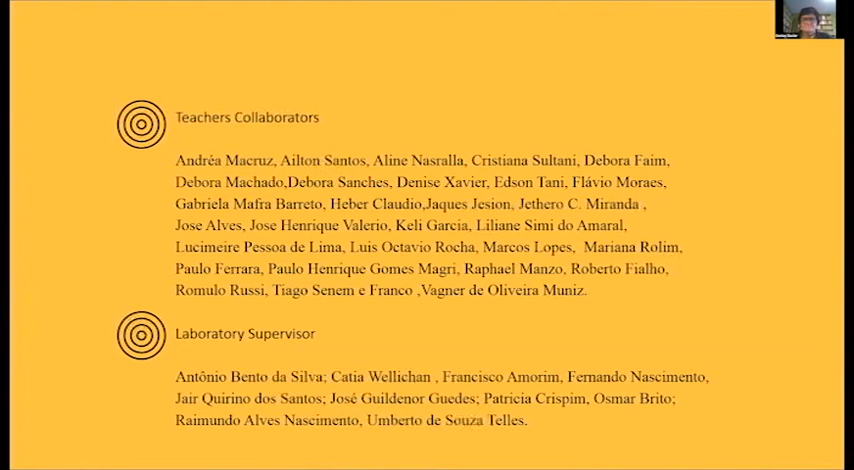 Teachers Collaborators
Andréa Macruz, Ailton Santos, Aline Nasralla, Cristiana Sultani, Debora Faim,
Debora Machado,Debora Sanches, Denise Xavier, Edson Tani, Flávio Moraes,
Gabriela Mafra Barreto, Heber Claudio,Jaques Jesion, Jethero C. Miranda ,
Jose Alves, Jose Henrique Valerio, Keli Garcia, Liliane Simi do Amaral,
Lucimeire Pessoa de Lima, Luis Octavio Rocha, Marcos Lopes,  Mariana Rolim,
Paulo Ferrara, Paulo Henrique Gomes Magri, Raphael Manzo, Roberto Fialho,
Romulo Russi, Tiago Senem e Franco ,Vagner de Oliveira Muniz.
Laboratory Supervisor
Antônio Bento da Silva; Catia Wellichan , Francisco Amorim, Fernando Nascimento,
Jair Quirino dos Santos; José Guildenor Guedes; Patricia Crispim, Osmar Brito;
Raimundo Alves Nascimento, Umberto de Souza Telles.